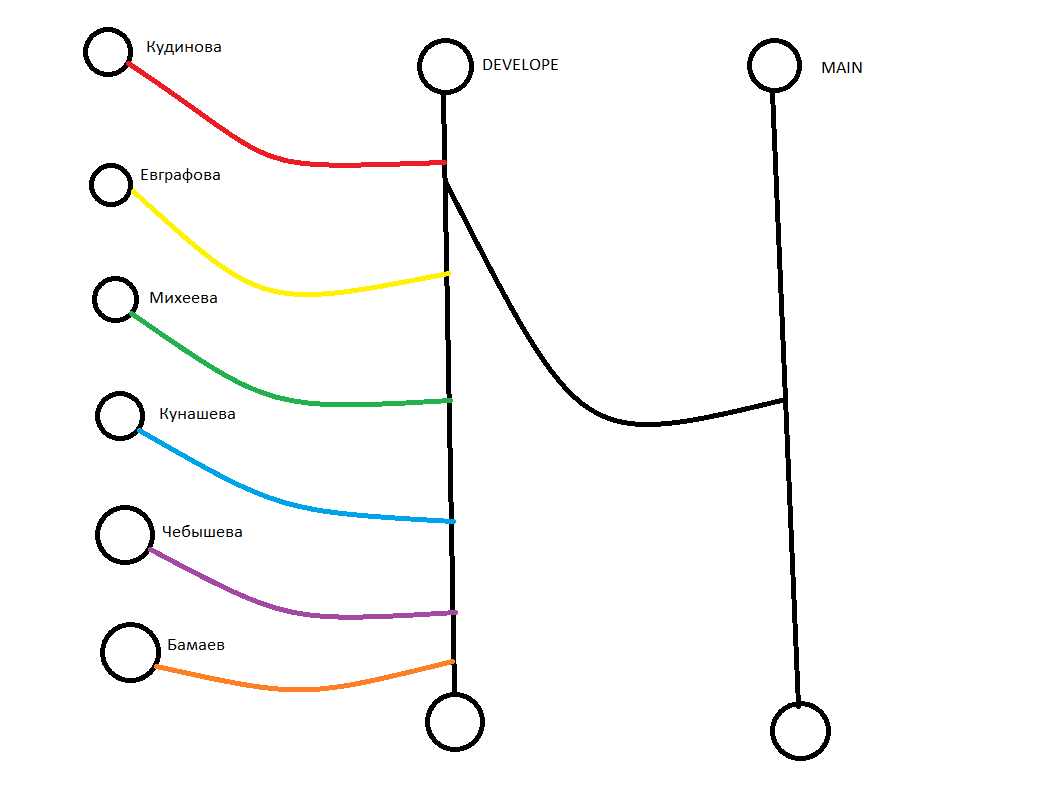 Кудинова
DEVELOPE
MAIN
Евграфова
Михеева
Кунашева
Чебышева
Бамаев